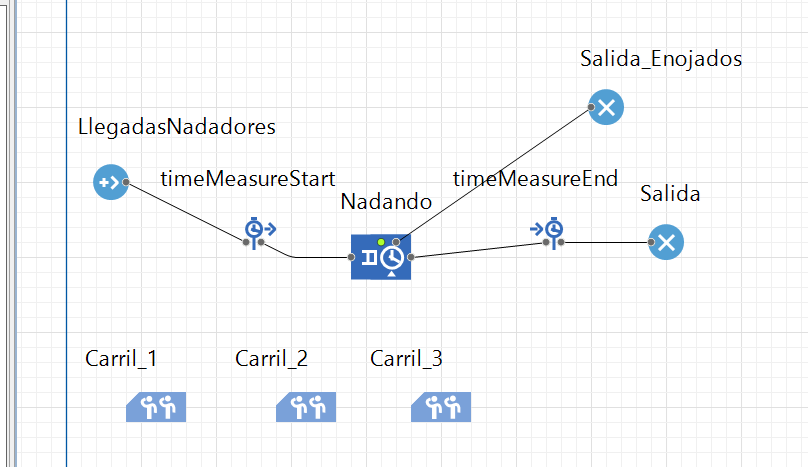 Salida_Enojados
LlegadasNadadores
timeMeasureStart
timeMeasureEnd
Nadando
Salida
Carril_1
Carril_2
Carril_3